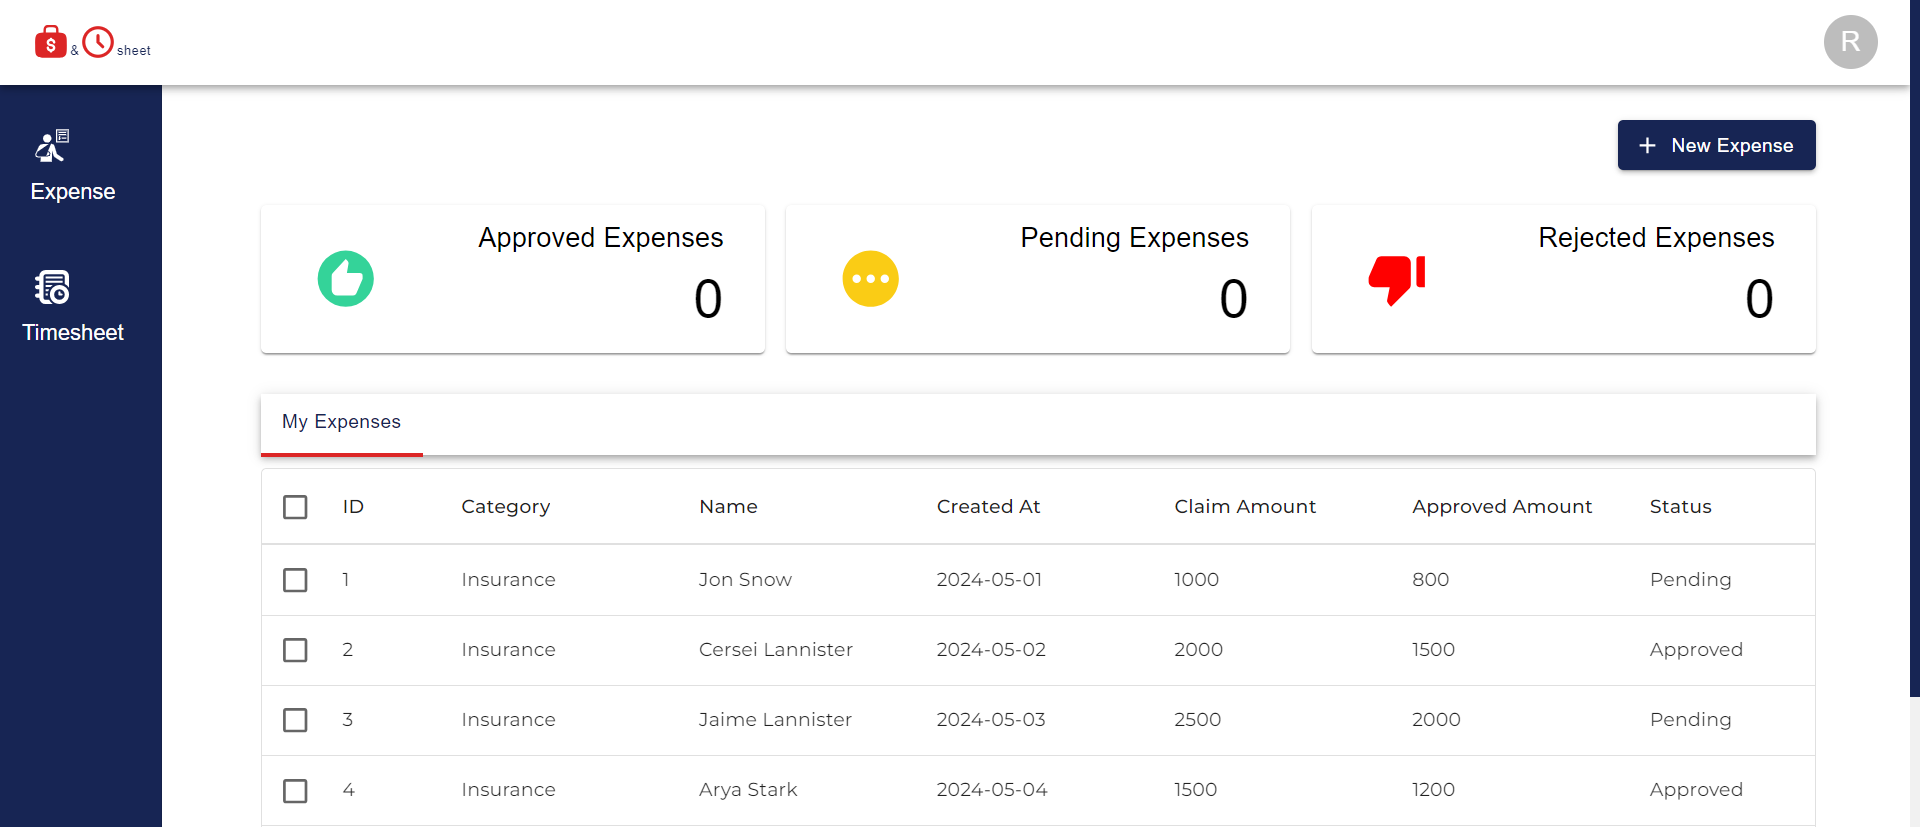 $ & sheet
R
Expense
Timesheet
+ New Expense
Approved Expenses
0
Pending Expenses
0
Rejected Expenses
0
My Expenses
ID Category Name Created At Claim Amount Approved Amount Status
1 Insurance Jon Snow 2024-05-01 1000 800 Pending
2 Insurance Cersei Lannister 2024-05-02 2000 1500 Approved
3 Insurance Jaime Lannister 2024-05-03 2500 2000 Pending
4 Insurance Arya Stark 2024-05-04 1500 1200 Approved